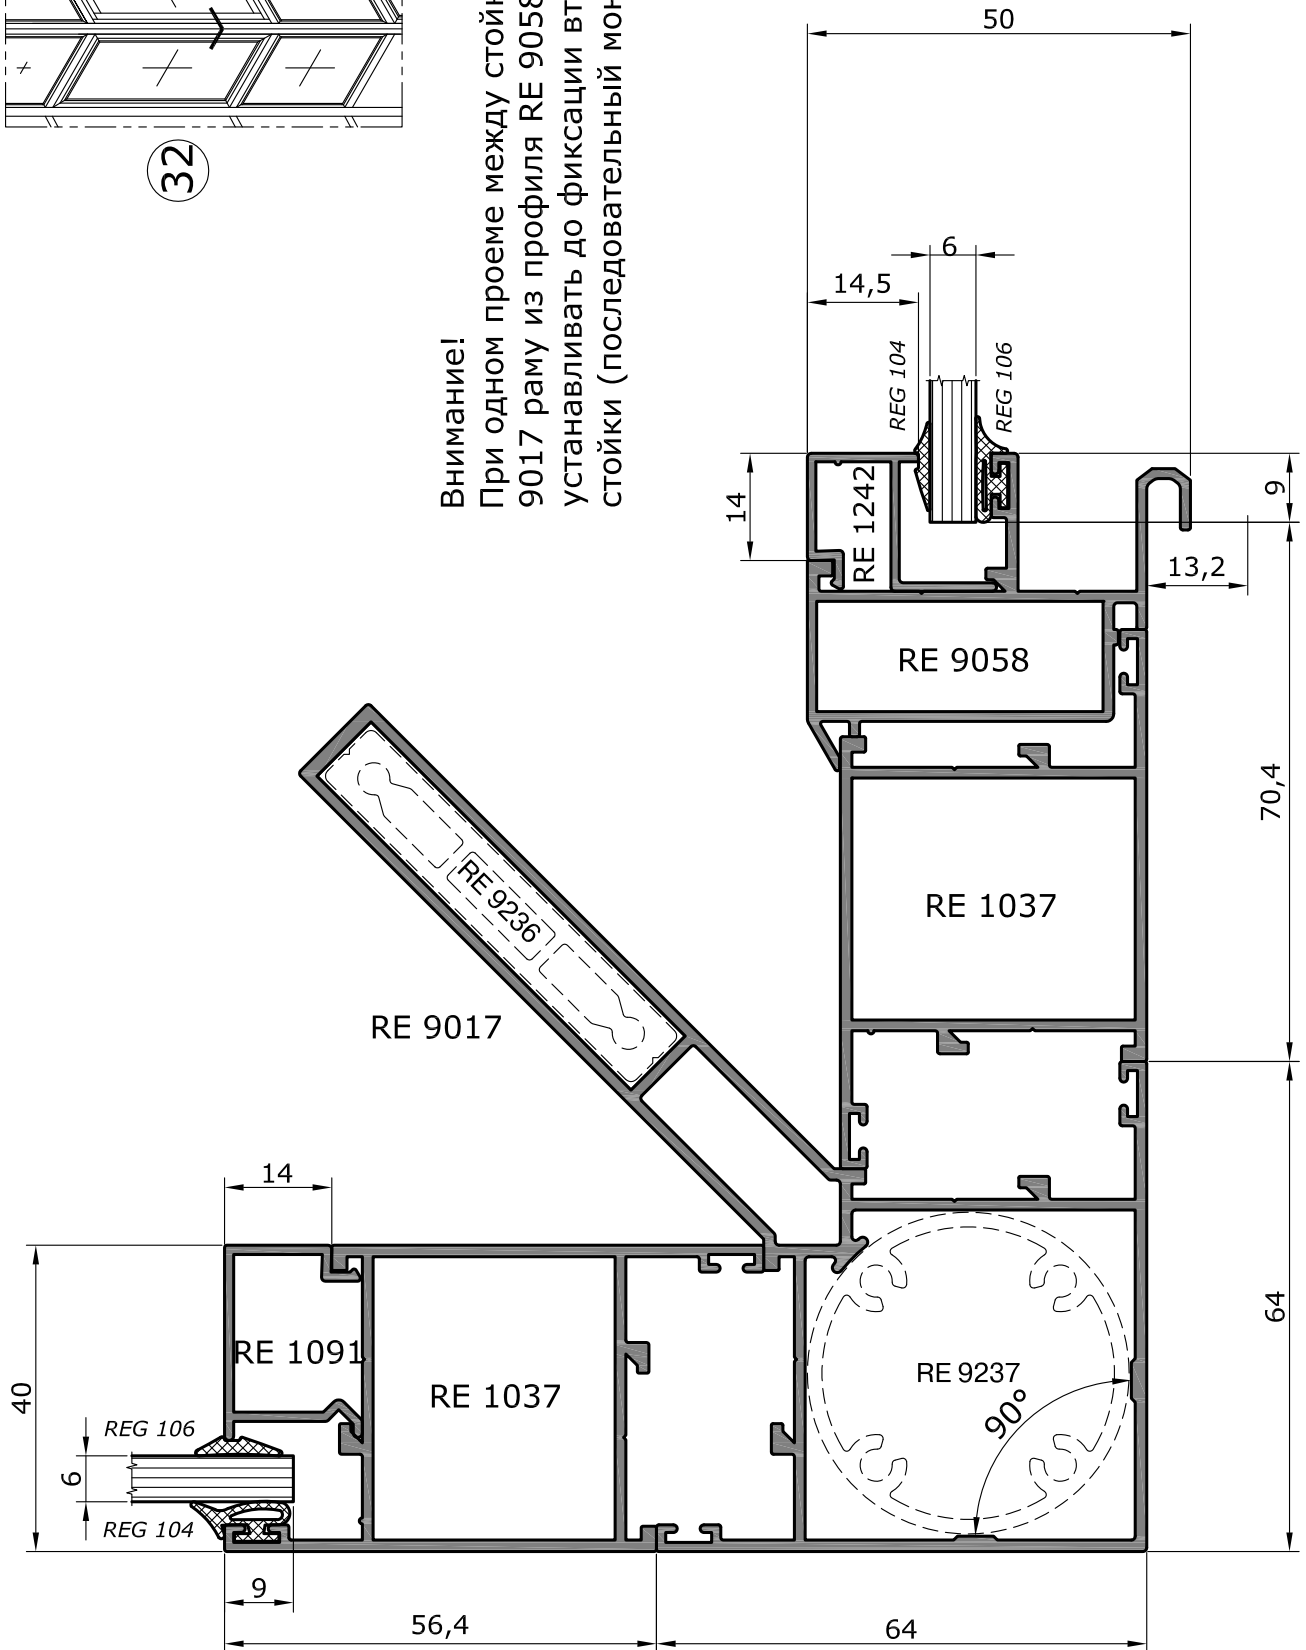 32
Внимание!
При одном проеме между
9017 раму из профиля RE 9058
устанавливать до фиксации
стойки (последовательный
50
6
14,5
REG 104
REG 106
14
RE 1242
9
13,2
RE 9058
70,4
RE 1037
RE 9236
RE 9017
14
64
RE 1091
RE 1037
RE 9237
90°
40
REG 106
6
REG 104
9
56,4
64